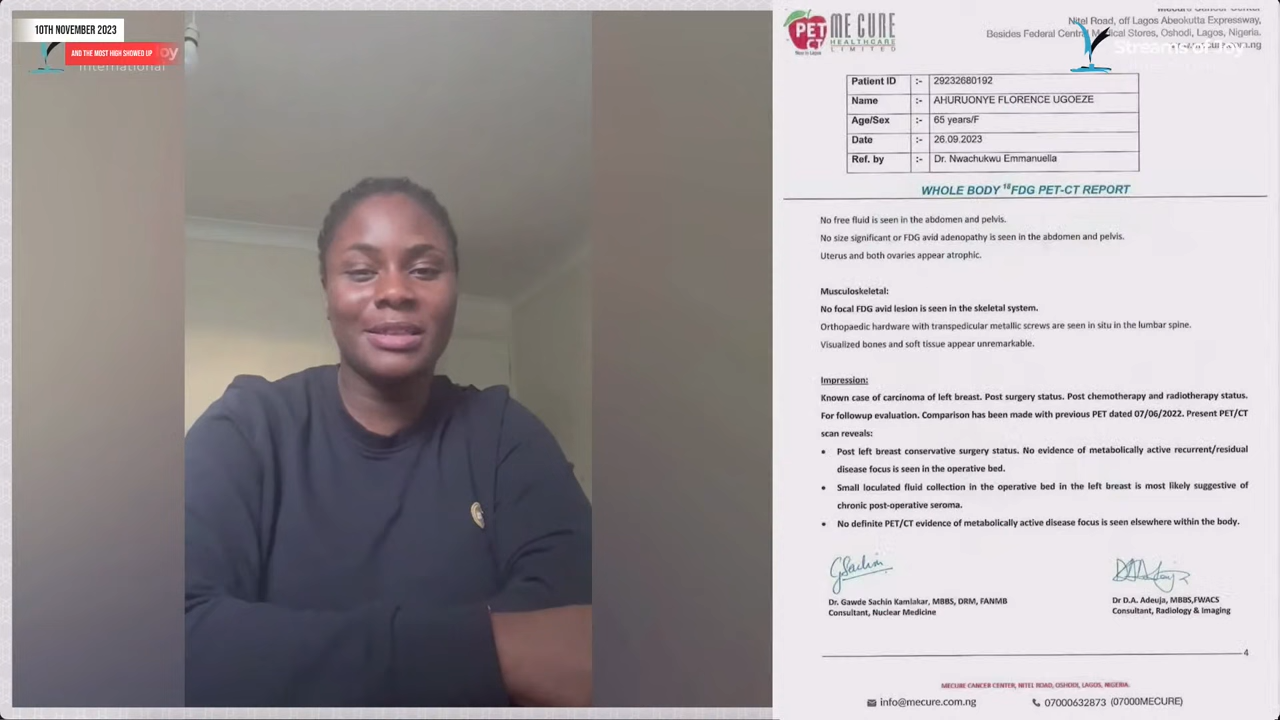 10TH NOVEMBER 2023
AND THE MOST HIGH SHOWED UP
International
PET
CT
ME CURE
HEALTHCARE
LIMITED
Nitel Road, off Lagos Abeokutta Expressway,
Besides Federal Central Medical Stores, Oshodi, Lagos, Nigeria.
Streams of Joy
Patient ID :- 29232680192
Name :- AHURUONYE FLORENCE UGOEZE
Age/Sex :- 65 years/F
Date :- 26.09.2023
Ref. by :- Dr. Nwachukwu Emmanuella
WHOLE BODY 18FDG PET-CT REPORT
No free fluid is seen in the abdomen and pelvis.
No size significant or FDG avid adenopathy is seen in the abdomen and pelvis.
Uterus and both ovaries appear atrophic.
Musculoskeletal:
No focal FDG avid lesion is seen in the skeletal system.
Orthopaedic hardware with transpedicular metallic screws are seen in situ in the lumbar spine.
Visualized bones and soft tissue appear unremarkable.
Impression:
Known case of carcinoma of left breast. Post surgery status. Post chemotherapy and radiotherapy status.
For followup evaluation. Comparison has been made with previous PET dated 07/06/2022. Present PET/CT
scan reveals:
• Post left breast conservative surgery status. No evidence of metabolically active recurrent/residual
disease focus is seen in the operative bed.
• Small loculated fluid collection in the operative bed in the left breast is most likely suggestive of
chronic post-operative seroma.
• No definite PET/CT evidence of metabolically active disease focus is seen elsewhere within the body.
Dr. Gawde Sachin Kamlakar, MBBS, DRM, FANMB
Consultant, Nuclear Medicine
Dr D.A. Adeuja, MBBS,FWACS
Consultant, Radiology & Imaging
4
MECURE CANCER CENTER, NITEL ROAD, OSHODI, LAGOS, NIGERIA.
info@mecure.com.ng
07000632873 (07000MECURE)